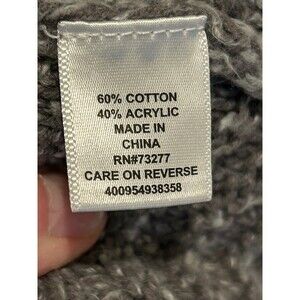 60% COTTON
40% ACRYLIC
MADE IN
CHINA
RN#73277
CARE ON REVERSE
400954938358